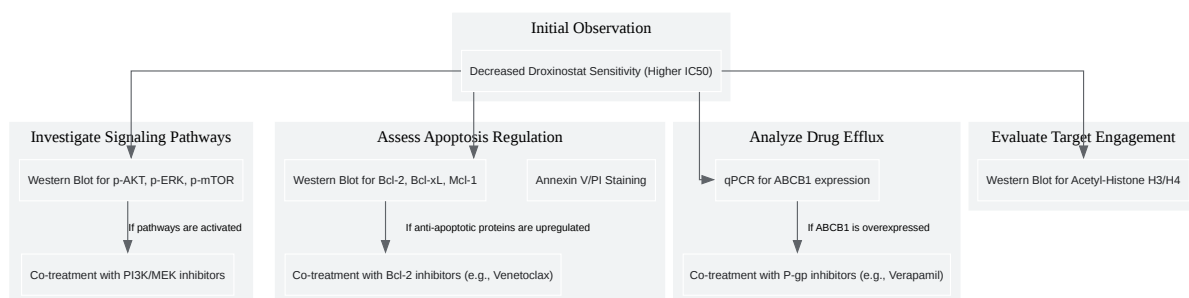 Initial Observation
Decreased Droxinostat Sensitivity (Higher IC50)
Investigate Signaling Pathways
Assess Apoptosis Regulation
Analyze Drug Efflux
Evaluate Target Engagement
Western Blot for p-AKT, p-ERK, p-mTOR
Western Blot for Bcl-2, Bcl-xL, Mcl-1
Annexin V/PI Staining
qPCR for ABCB1 expression
Western Blot for Acetyl-Histone H3/H4
If pathways are activated
If anti-apoptotic proteins are upregulated
If ABCB1 is overexpressed
Co-treatment with PI3K/MEK inhibitors
Co-treatment with Bcl-2 inhibitors (e.g., Venetoclax)
Co-treatment with P-gp inhibitors (e.g., Verapamil)